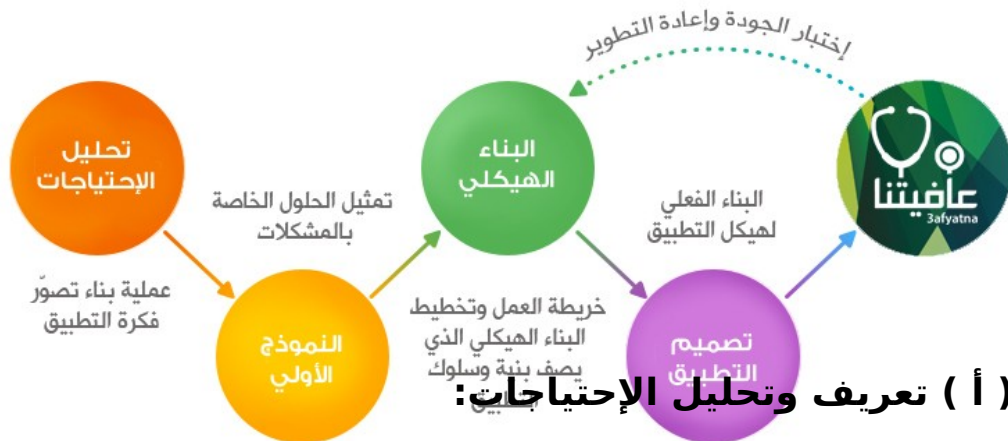 إختبار الجودة وإعادة التطوير
تحليل
الإحتياجات
عملية بناء تصوّر
فكرة التطبيق
النموذج
الأولي
تمثيل الحلول الخاصة
بالمشكلات
البناء
الهيكلي
خريطة العمل وتخطيط
البناء الهيكلي الذي
يصف بنية وسلوك
تصميم
التطبيق
البناء الفعلي
لهيكل التطبيق
عافيتنا
3afyatna
( أ ) تعريف وتحليل الإحتياجات: